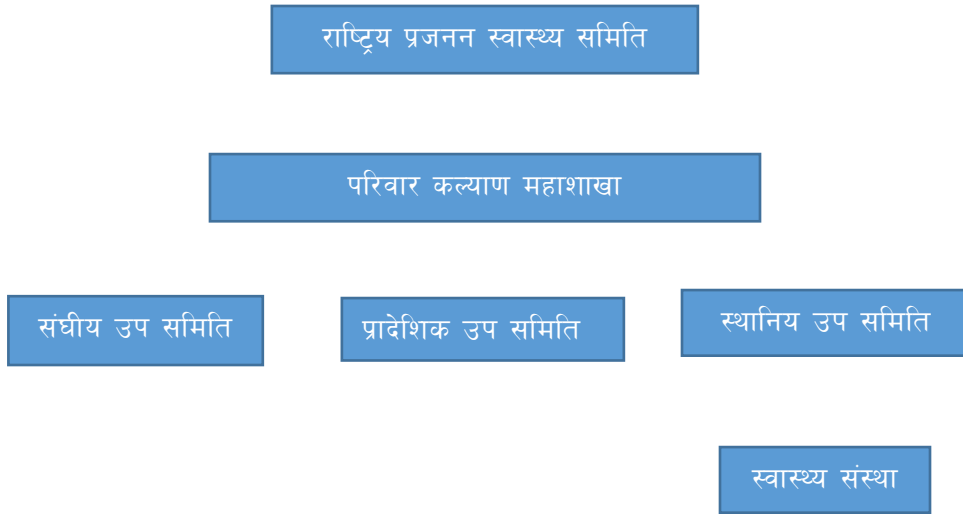 राष्ट्रिय प्रजनन स्वास्थ्य समिति
परिवार कल्याण महाशाखा
संघीय उप समिति
प्रादेशिक उप समिति
स्थानिय उप समिति
स्वास्थ्य संस्था